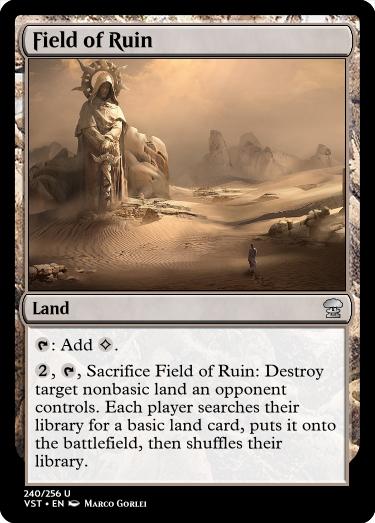 Field of Ruin
Land
: Add .
2, , Sacrifice Field of Ruin: Destroy
target nonbasic land an opponent
controls. Each player searches their
library for a basic land card, puts it onto
the battlefield, then shuffles their
library.
240/256 U
VST • EN Marco Gorlei